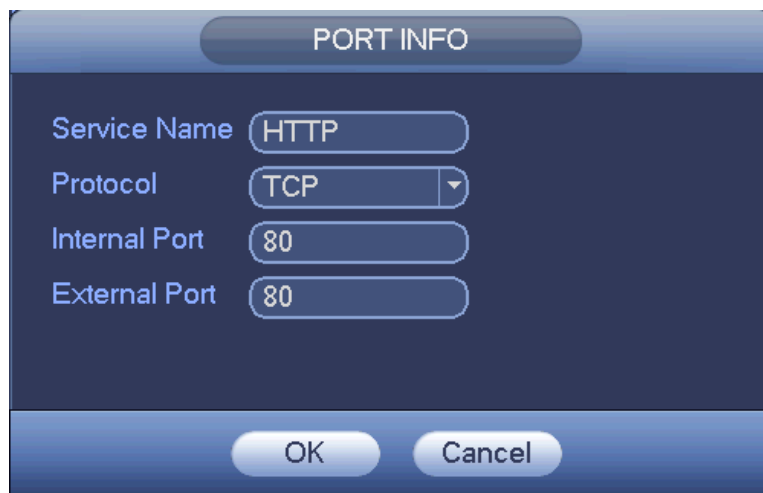 PORT INFO
Service Name HTTP
Protocol TCP
Internal Port 80
External Port 80
OK Cancel